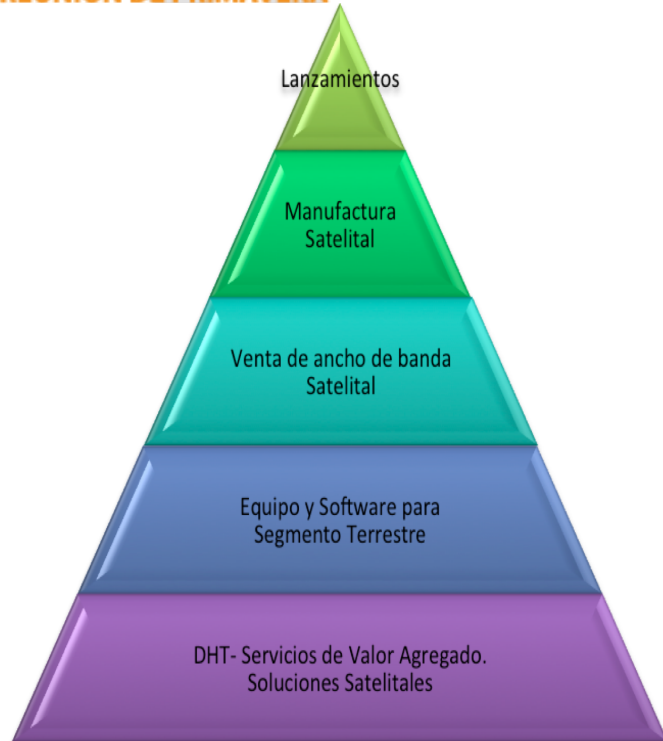 Lanzamientos
Manufactura
Satelital
Venta de ancho de banda
Satelital
Equipo y Software para
Segmento Terrestre
DHT- Servicios de Valor Agregado.
Soluciones Satelitales